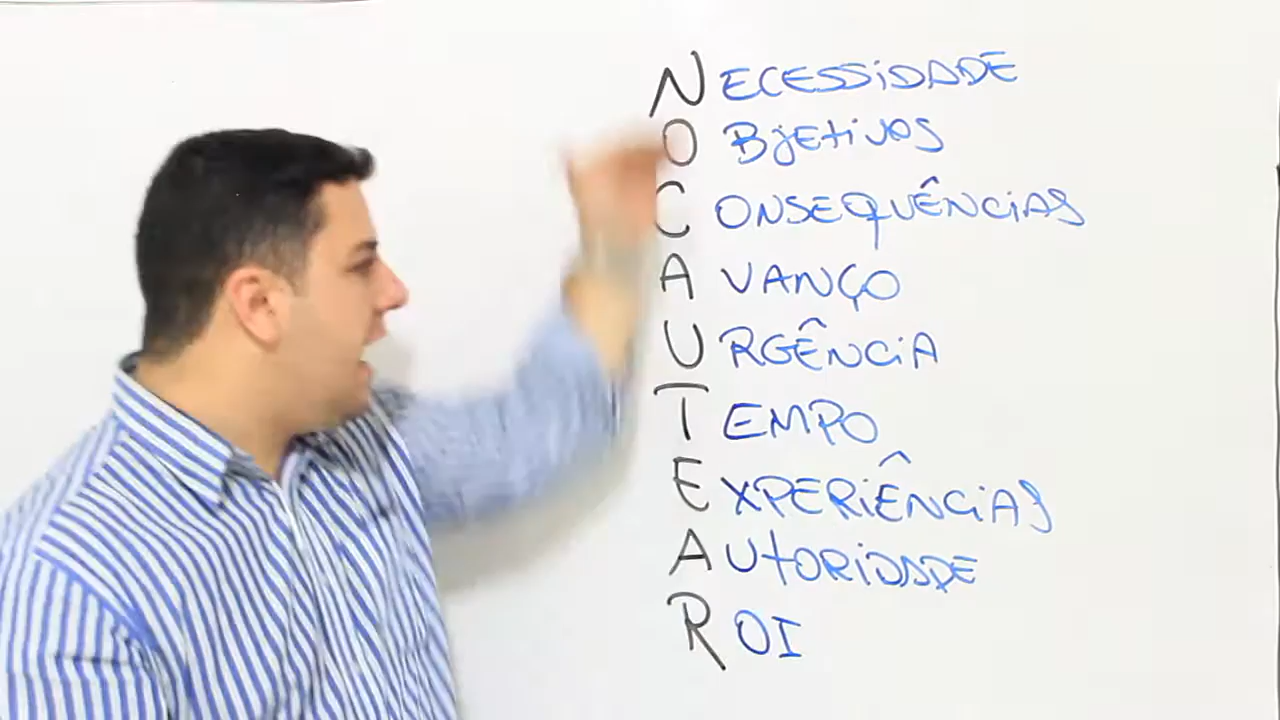 NECESSIDADE
OBJETIVOS
CONSEQUÊNCIAS
AVANÇO
URGÊNCIA
TEMPO
EXPERIÊNCIAS
AUTORIDADE
ROI